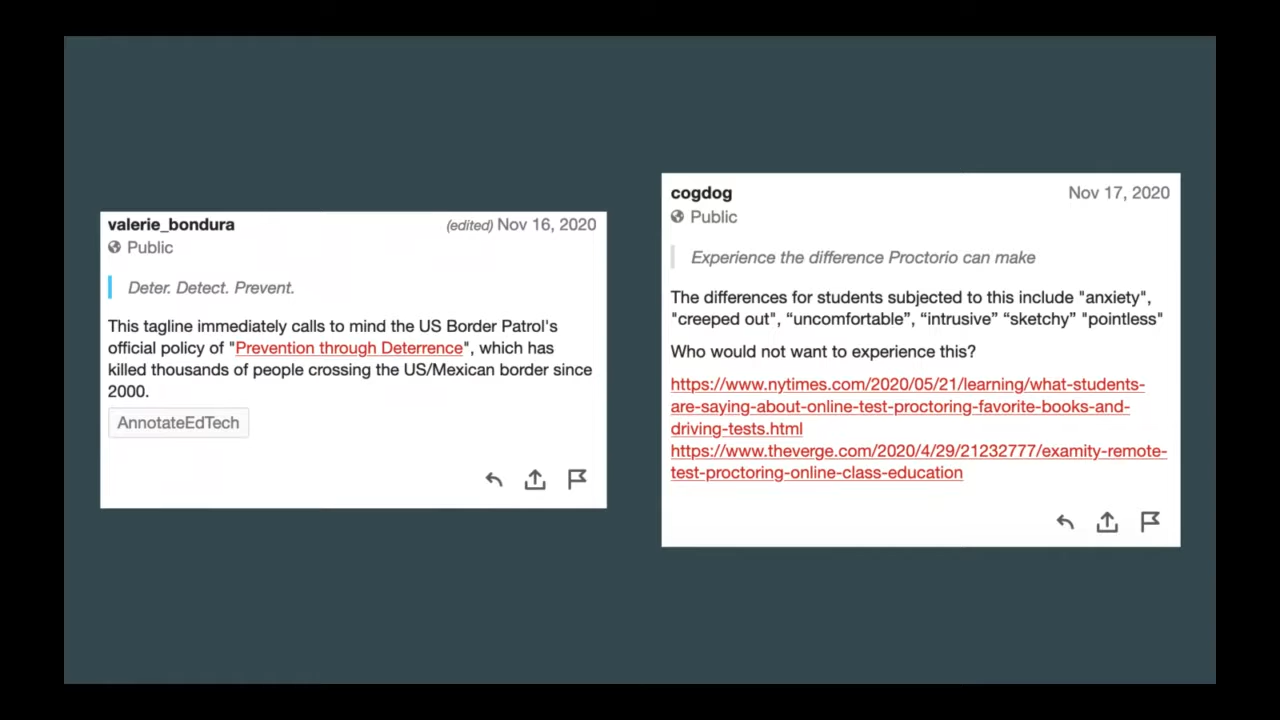 valerie_bondura
(edited) Nov 16, 2020
Public
Deter. Detect. Prevent.
This tagline immediately calls to mind the US Border Patrol's
official policy of "Prevention through Deterrence", which has
killed thousands of people crossing the US/Mexican border since
2000.
AnnotateEdTech
cogdog
Nov 17, 2020
Public
Experience the difference Proctorio can make
The differences for students subjected to this include "anxiety",
"creeped out", “uncomfortable”, “intrusive” “sketchy” "pointless"
Who would not want to experience this?
https://www.nytimes.com/2020/05/21/learning/what-students-
are-saying-about-online-test-proctoring-favorite-books-and-
driving-tests.html
https://www.theverge.com/2020/4/29/21232777/examity-remote-
test-proctoring-online-class-education